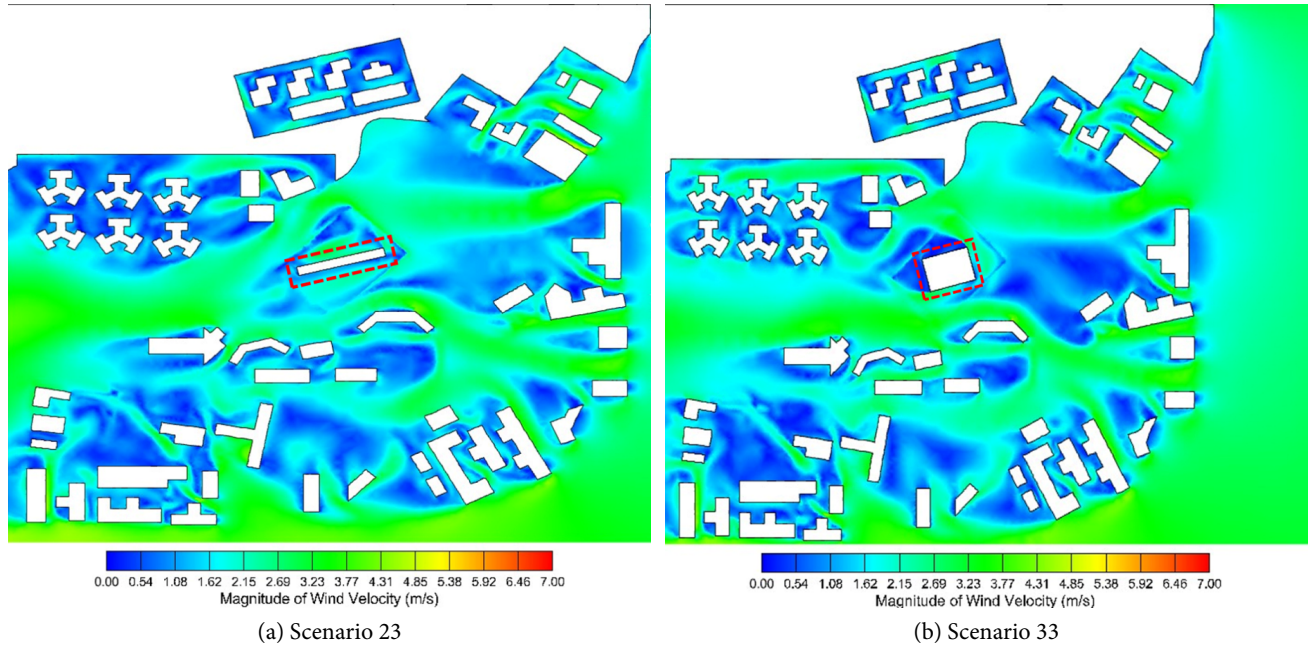 0.00 0.54 1.08 1.62 2.15 2.69 3.23 3.77 4.31 4.85 5.38 5.92 6.46 7.00
Magnitude of Wind Velocity (m/s)
(a) Scenario 23
0.00 0.54 1.08 1.62 2.15 2.69 3.23 3.77 4.31 4.85 5.38 5.92 6.46 7.00
Magnitude of Wind Velocity (m/s)
(b) Scenario 33